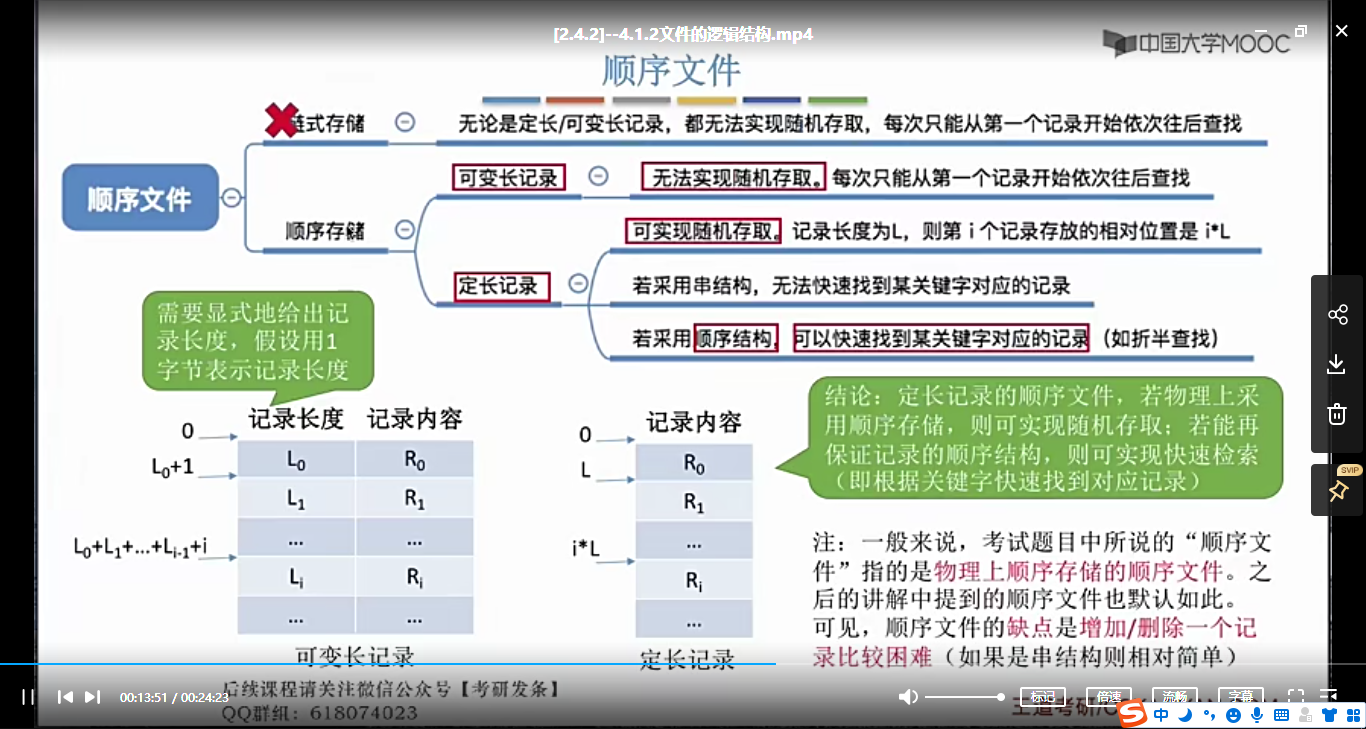 [2.4.2]--4.1.2文件的逻辑结构.mp4
中国大学MOOC
顺序文件
链式存储
无论是定长/可变长记录，都无法实现随机存取，每次只能从第一个记录开始依次往后查找
可变长记录
无法实现随机存取。每次只能从第一个记录开始依次往后查找
顺序文件
顺序存储
可实现随机存取。记录长度为L，则第 i 个记录存放的相对位置是 i*L
定长记录
若采用串结构，无法快速找到某关键字对应的记录
若采用顺序结构，可以快速找到某关键字对应的记录（如折半查找）
需要显式地给出记
录长度，假设用1
字节表示记录长度
记录长度 记录内容
0
L0 R0
L0+1
L1 R1
... ...
L0+L1+...+Li-1+i
Li Ri
... ...
可变长记录
记录内容
0
R0
L
R1
...
i*L
Ri
...
定长记录
结论：定长记录的顺序文件，若物理上采
用顺序存储，则可实现随机存取；若能再
保证记录的顺序结构，则可实现快速检索
（即根据关键字快速找到对应记录）
注：一般来说，考试题目中所说的“顺序文
件”指的是物理上顺序存储的顺序文件。之
后的讲解中提到的顺序文件也默认如此。
可见，顺序文件的缺点是增加/删除一个记
录比较困难（如果是串结构则相对简单）
SVIP
00:13:51 / 00:24:23
后续课程请关注微信公众号【考研发条】
QQ群组：618074023
标记
倍速
流畅
字幕
王道考研/C
S
中